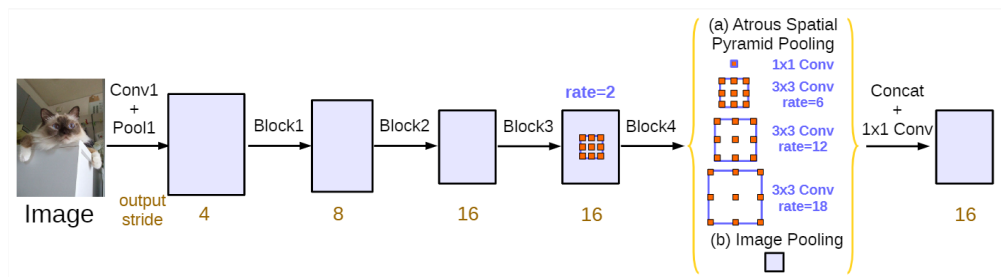 Image
Conv1
+
Pool1
output
stride
4
Block1
8
Block2
16
Block3
rate=2
16
Block4
(a) Atrous Spatial
Pyramid Pooling
1x1 Conv
3x3 Conv
rate=6
3x3 Conv
rate=12
3x3 Conv
rate=18
(b) Image Pooling
Concat
+
1x1 Conv
16